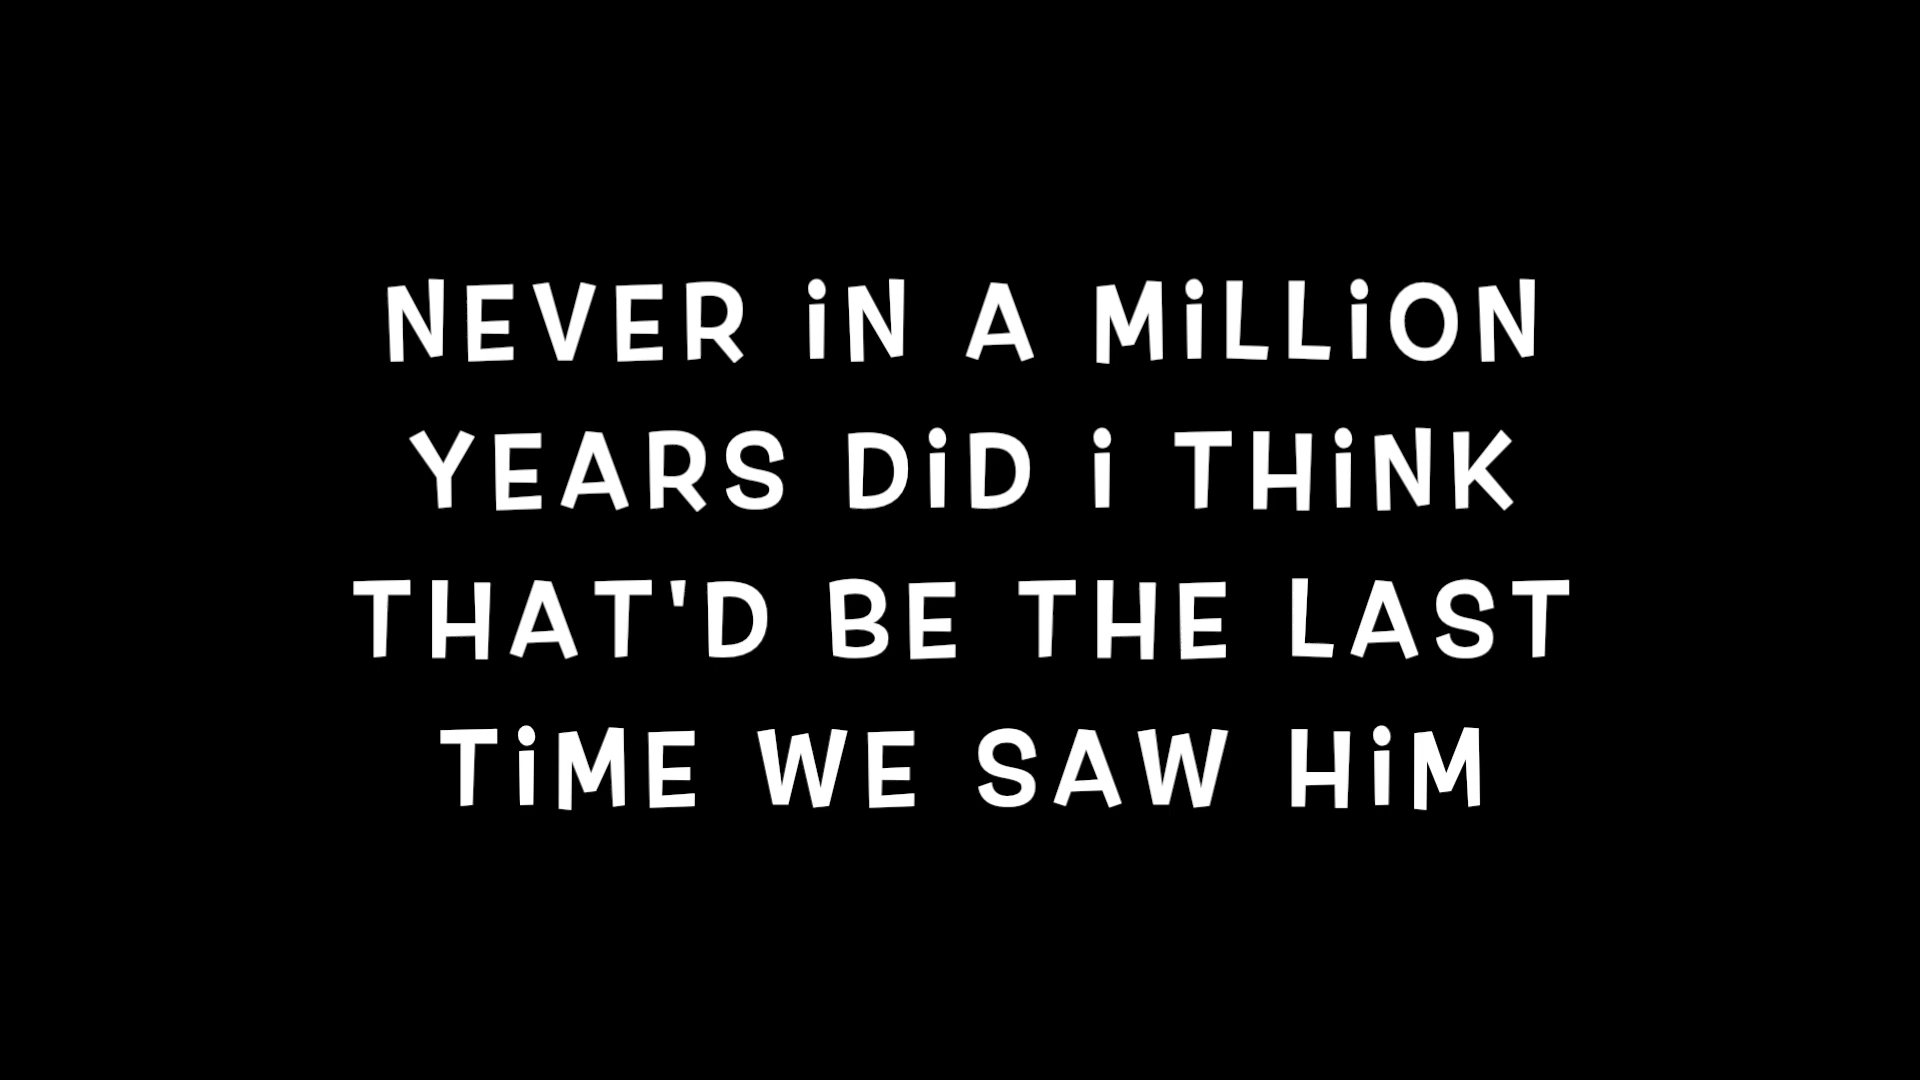 NEVER iN A MiLLiON
YEARS DiD i THiNK
THAT'D BE THE LAST
TiME WE SAW HiM